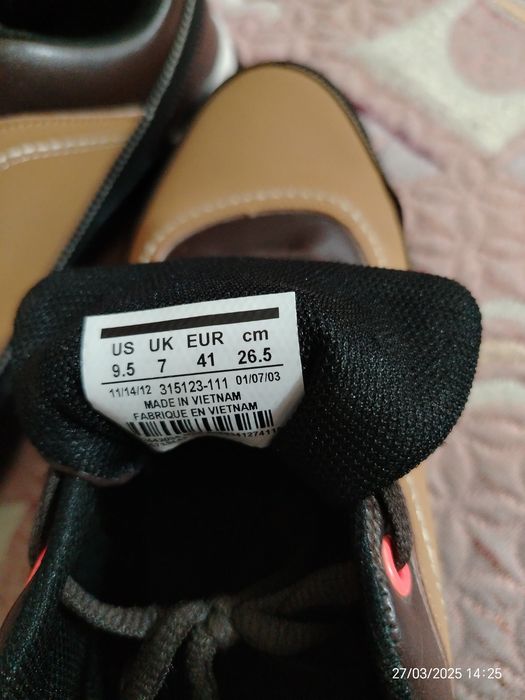 US UK EUR cm
9.5 7 41 26.5
11/14/12 315123-111 01/07/03
MADE IN VIETNAM
FABRIQUE EN VIETNAM
27/03/2025 14:25